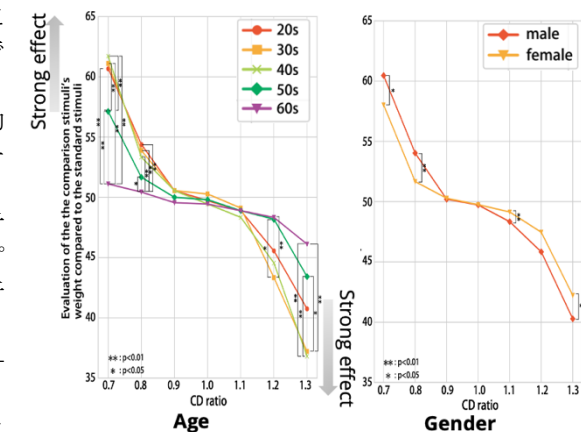 Strong effect
Evaluation of the the comparison stimuli's
weight compared to the standard stimuli
65
60
55
50
45
40
35
20s
30s
40s
50s
60s
**: p<0.01
*: p<0.05
0.7 0.8 0.9 1.0 1.1 1.2 1.3
CD ratio
Age
Strong effect
65
60
55
50
45
40
35
male
female
**: p<0.01
*: p<0.05
0.7 0.8 0.9 1.0 1.1 1.2 1.3
CD ratio
Gender